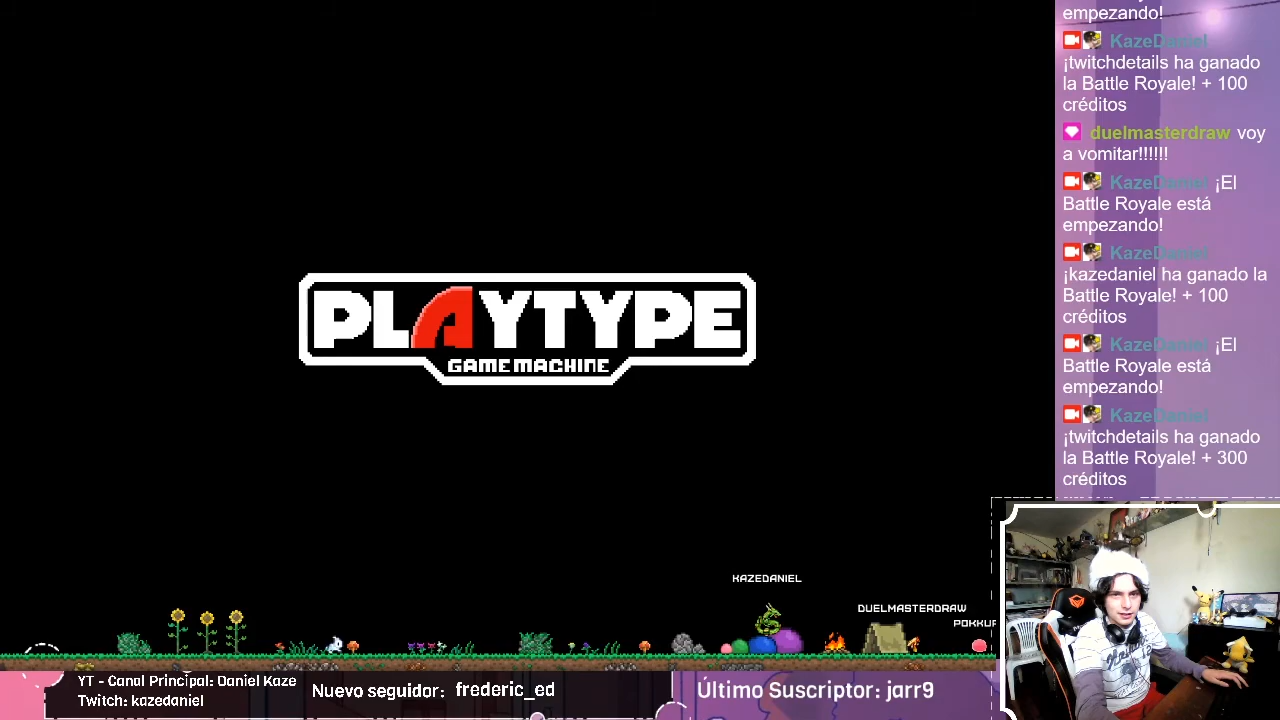 PLAYTYPE
GAME MACHINE
empezando!
KazeDaniel
¡twitchdetails ha ganado
la Battle Royale! + 100
créditos
duelmasterdraw voy
a vomitar!!!!!!
KazeDaniel ¡El
Battle Royale está
empezando!
KazeDaniel
¡kazedaniel ha ganado la
Battle Royale! + 100
créditos
KazeDaniel ¡El
Battle Royale está
empezando!
KazeDaniel
¡twitchdetails ha ganado
la Battle Royale! + 300
créditos
KAZEDANIEL
DUELMASTERDRAW
YT - Canal Principal: Daniel Kaze
Twitch: kazedaniel
Nuevo seguidor: frederic_ed
Último Suscriptor: jarr9